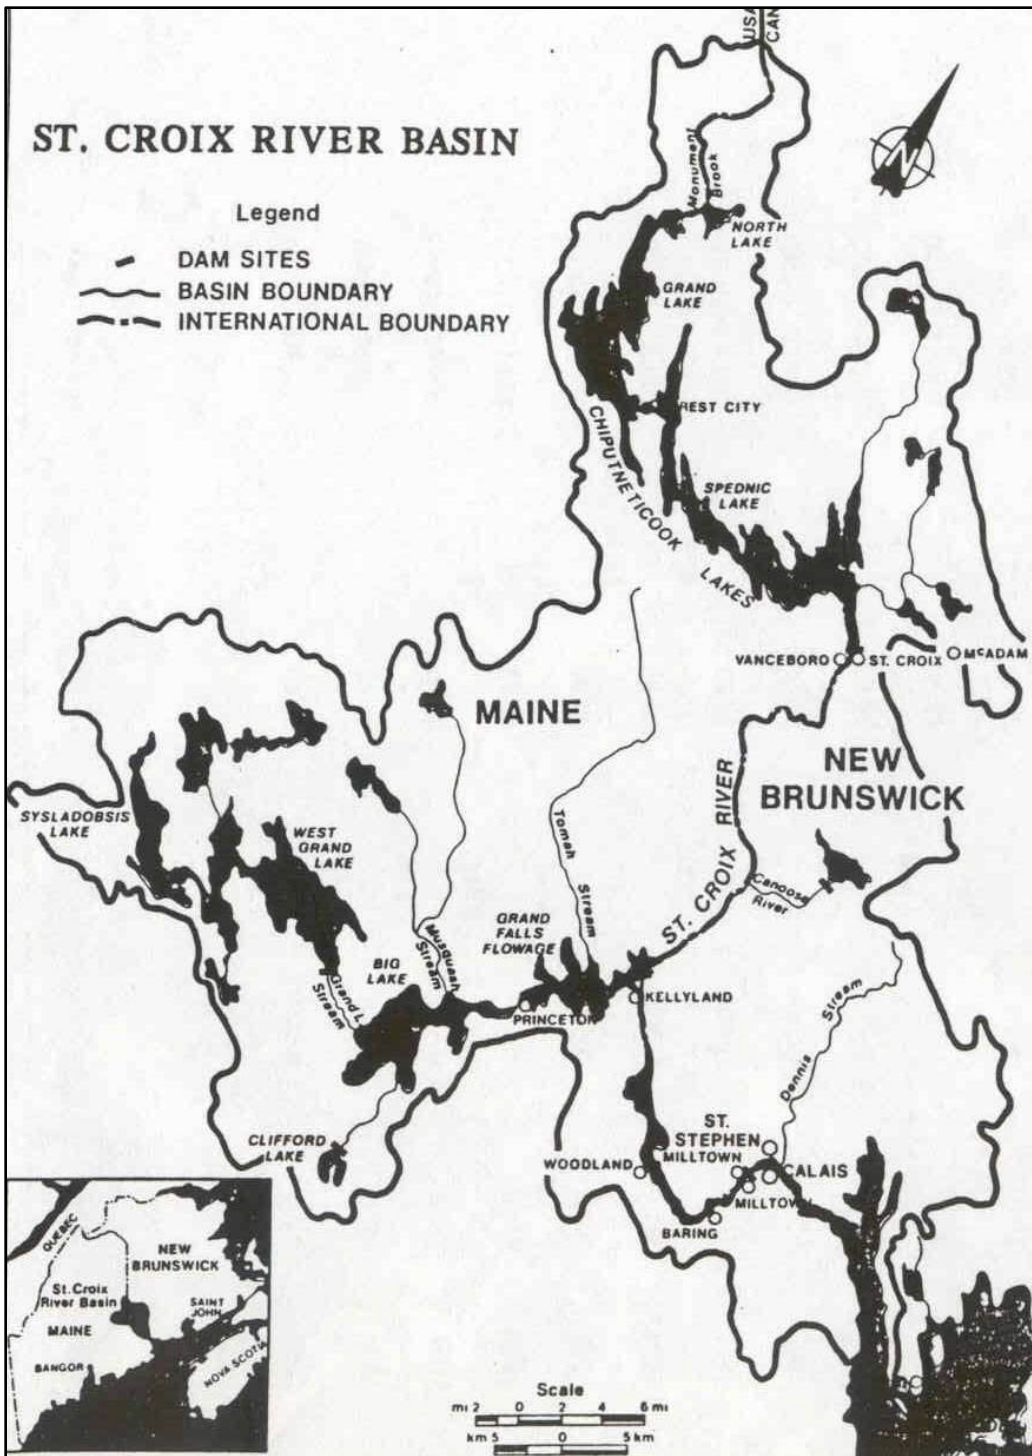 USA
CAN
ST. CROIX RIVER BASIN
Legend
DAM SITES
BASIN BOUNDARY
INTERNATIONAL BOUNDARY
N
Monument
Brook
NORTH
LAKE
GRAND
LAKE
REST CITY
CHIPUTNETICOOK
LAKES
SPEDNIC
LAKE
VANCEBORO
ST. CROIX
McADAM
MAINE
NEW
BRUNSWICK
SYSLADOBSIS
LAKE
WEST
GRAND
LAKE
Tomah
Stream
ST. CROIX RIVER
Canoose
River
GRAND
FALLS
FLOWAGE
Musquash
Stream
BIG
LAKE
Grand L.
Stream
PRINCETON
KELLYLAND
Dennis Stream
CLIFFORD
LAKE
ST.
STEPHEN
MILLTOWN
WOODLAND
CALAIS
MILLTOWN
BARING
QUEBEC
NEW
BRUNSWICK
St. Croix
River Basin
SAINT
JOHN
MAINE
BANGOR
NOVA SCOTIA
Scale
mi 2 0 2 4 6 mi
km 5 0 5 km